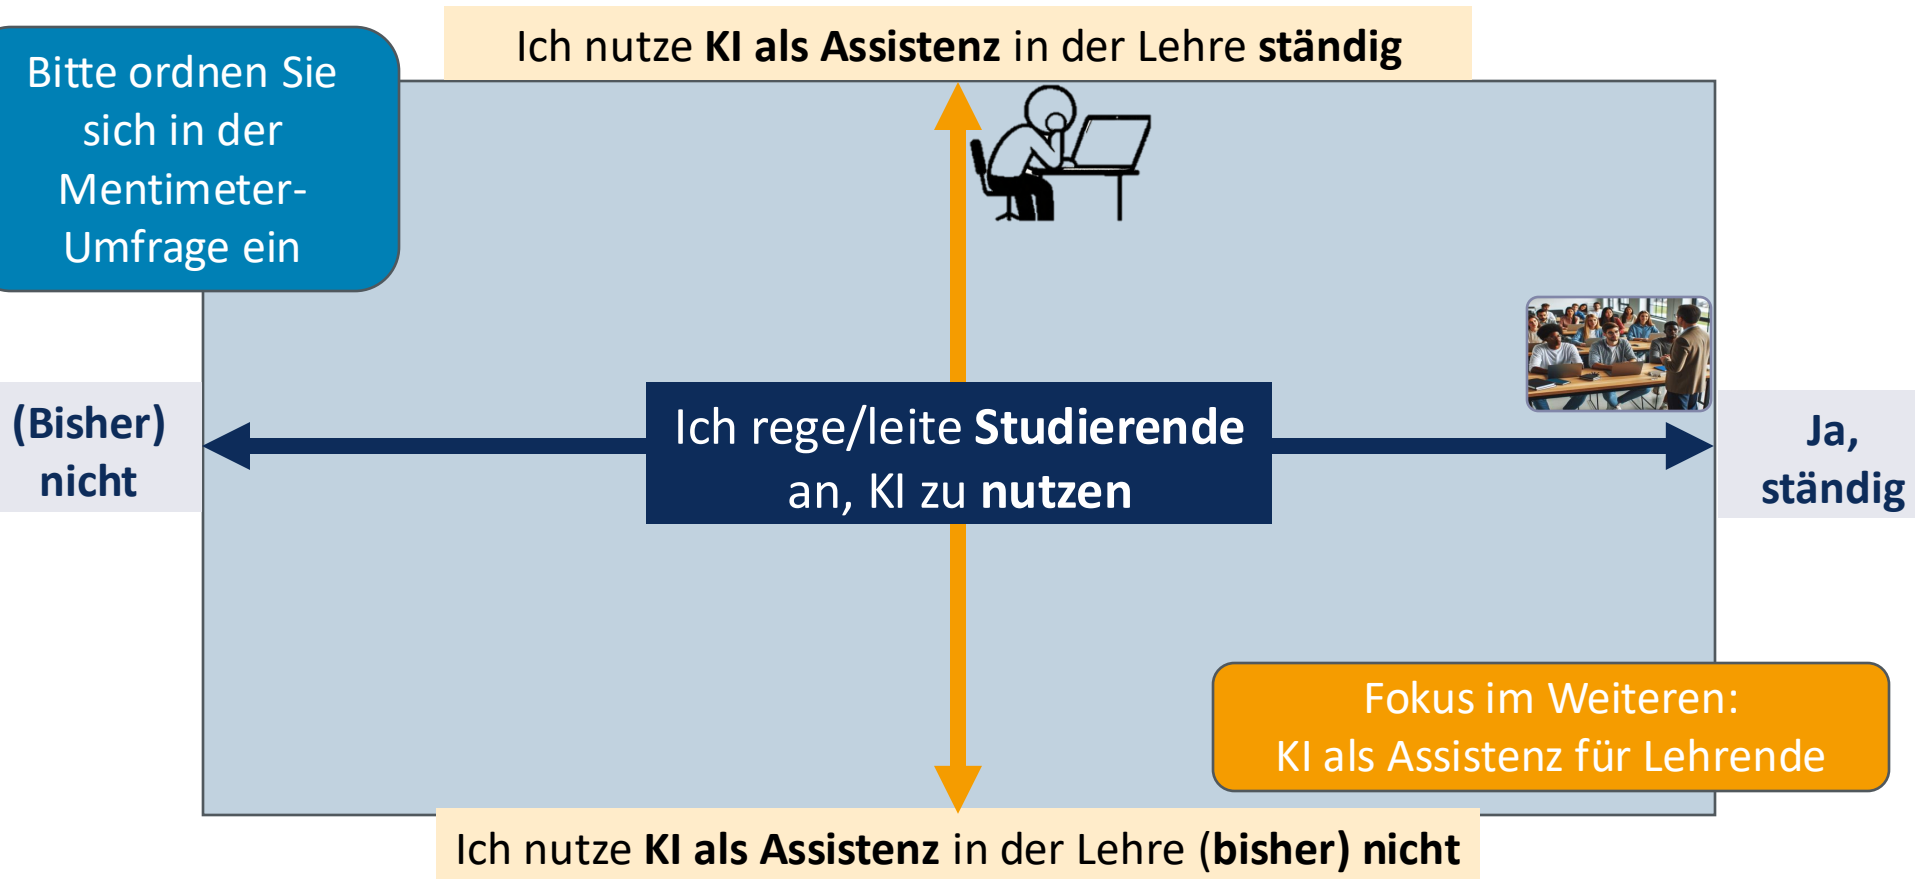 Ich nutze KI als Assistenz in der Lehre ständig
Bitte ordnen Sie
sich in der
Mentimeter-
Umfrage ein
(Bisher)
nicht
Ich rege/leite Studierende
an, KI zu nutzen
Ja,
ständig
Fokus im Weiteren:
KI als Assistenz für Lehrende
Ich nutze KI als Assistenz in der Lehre (bisher) nicht